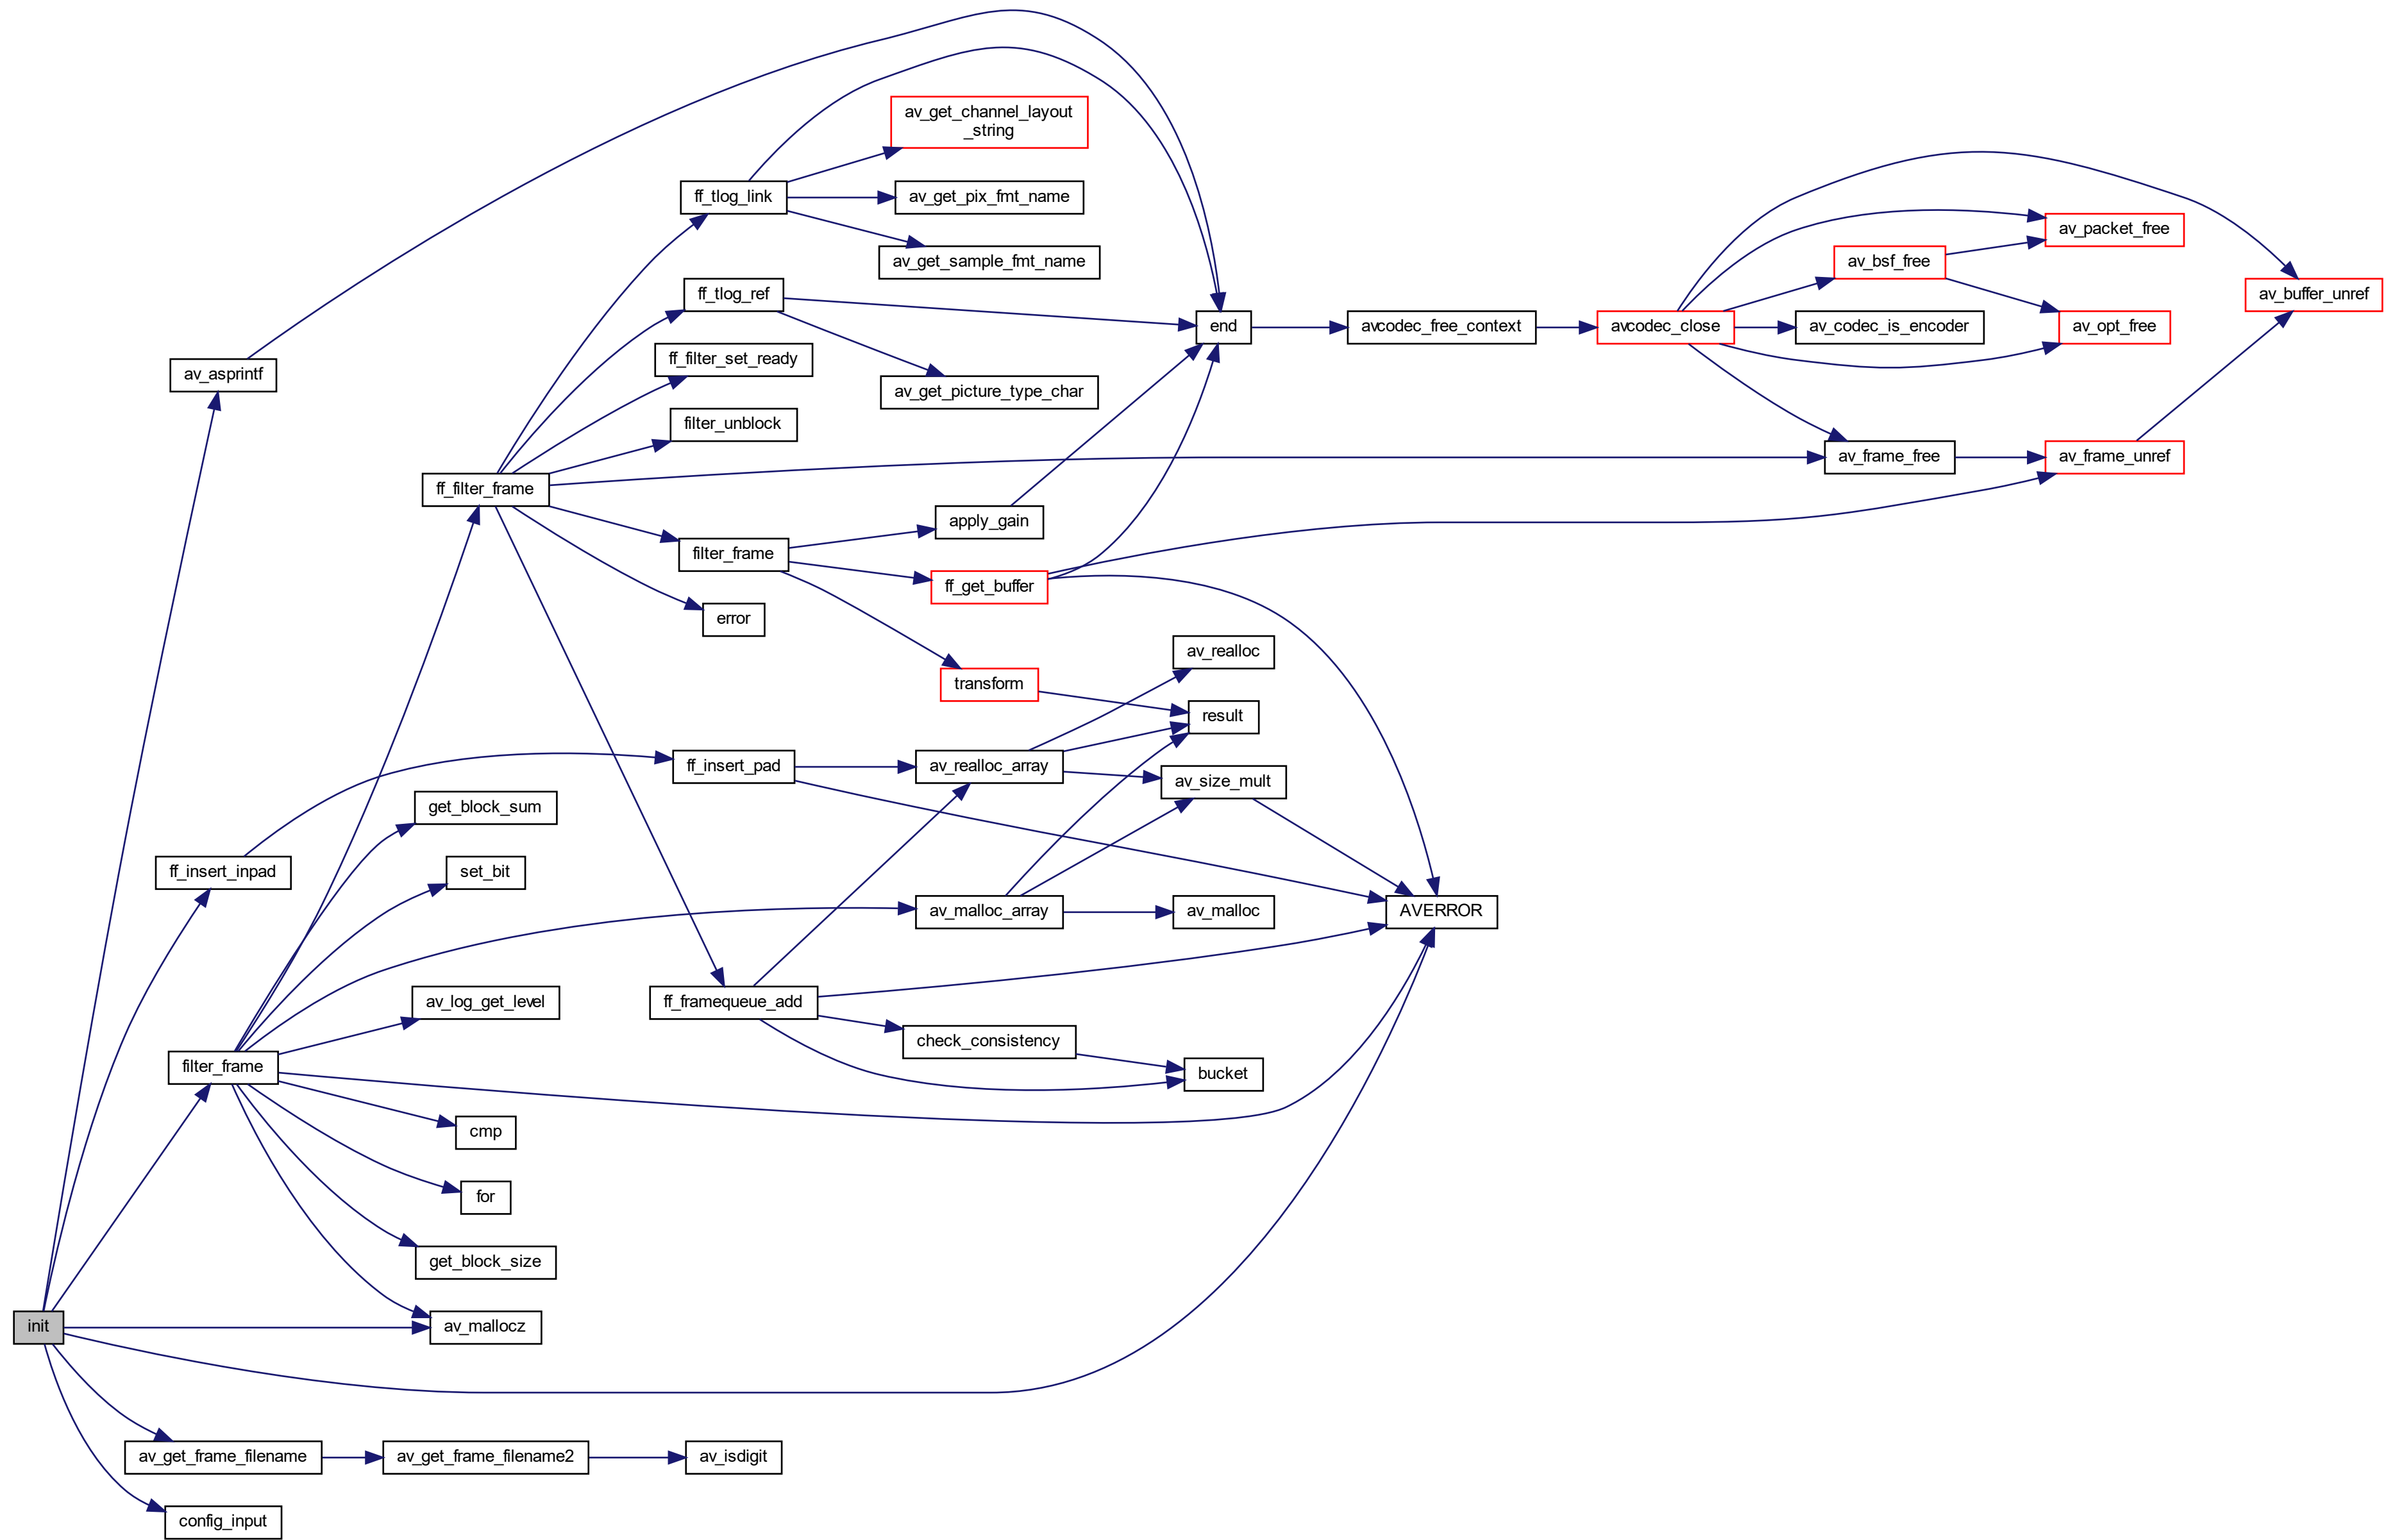 av_get_channel_layout
_string
ff_tlog_link
av_get_pix_fmt_name
av_packet_free
av_get_sample_fmt_name
av_bsf_free
ff_tlog_ref
av_buffer_unref
end
avcodec_free_context
avcodec_close
av_codec_is_encoder
av_opt_free
ff_filter_set_ready
av_asprintf
av_get_picture_type_char
filter_unblock
av_frame_free
av_frame_unref
ff_filter_frame
apply_gain
filter_frame
ff_get_buffer
error
av_realloc
transform
result
ff_insert_pad
av_realloc_array
av_size_mult
get_block_sum
ff_insert_inpad
set_bit
av_malloc_array
av_malloc
AVERROR
av_log_get_level
ff_framequeue_add
check_consistency
filter_frame
bucket
cmp
for
get_block_size
init
av_mallocz
av_get_frame_filename
av_get_frame_filename2
av_isdigit
config_input